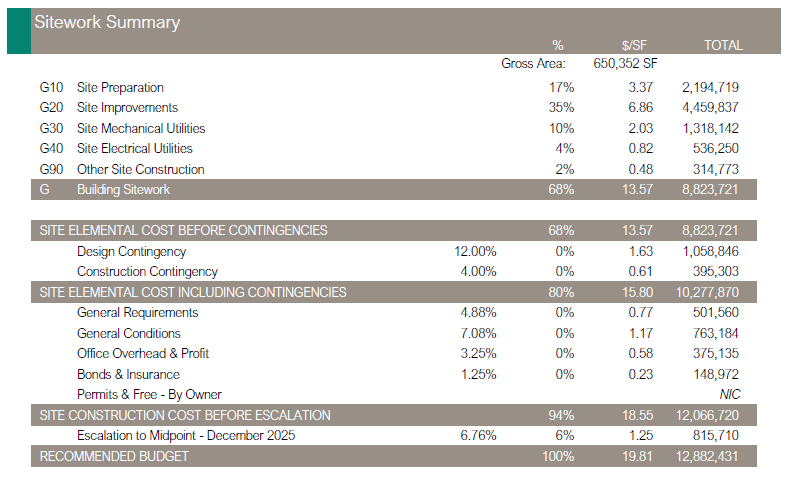 Sitework Summary
% $/SF TOTAL
Gross Area: 650,352 SF
G10 Site Preparation 17% 3.37 2,194,719
G20 Site Improvements 35% 6.86 4,459,837
G30 Site Mechanical Utilities 10% 2.03 1,318,142
G40 Site Electrical Utilities 4% 0.82 536,250
G90 Other Site Construction 2% 0.48 314,773
G Building Sitework 68% 13.57 8,823,721
SITE ELEMENTAL COST BEFORE CONTINGENCIES 68% 13.57 8,823,721
Design Contingency 12.00% 0% 1.63 1,058,846
Construction Contingency 4.00% 0% 0.61 395,303
SITE ELEMENTAL COST INCLUDING CONTINGENCIES 80% 15.80 10,277,870
General Requirements 4.88% 0% 0.77 501,560
General Conditions 7.08% 0% 1.17 763,184
Office Overhead & Profit 3.25% 0% 0.58 375,135
Bonds & Insurance 1.25% 0% 0.23 148,972
Permits & Free - By Owner NIC
SITE CONSTRUCTION COST BEFORE ESCALATION 94% 18.55 12,066,720
Escalation to Midpoint - December 2025 6.76% 6% 1.25 815,710
RECOMMENDED BUDGET 100% 19.81 12,882,431